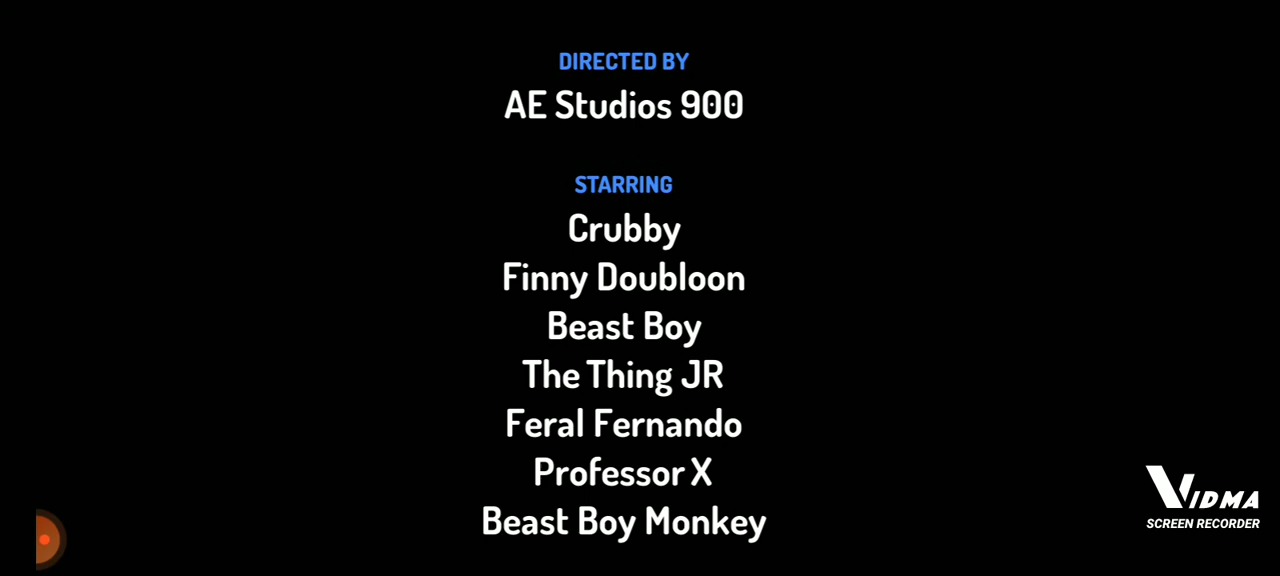 DIRECTED BY
AE Studios 900
STARRING
Crubby
Finny Doubloon
Beast Boy
The Thing JR
Feral Fernando
Professor X
Beast Boy Monkey
VIDMA
SCREEN RECORDER